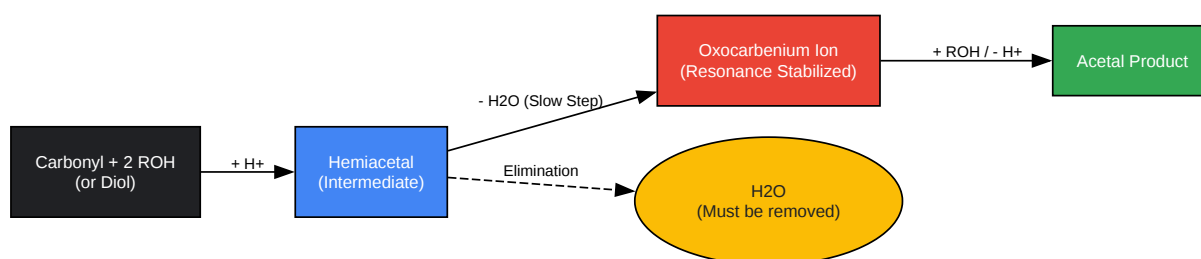 Carbonyl + 2 ROH
(or Diol)
+ H+
Hemiacetal
(Intermediate)
- H2O (Slow Step)
Oxocarbenium Ion
(Resonance Stabilized)
+ ROH / - H+
Acetal Product
Elimination
H2O
(Must be removed)